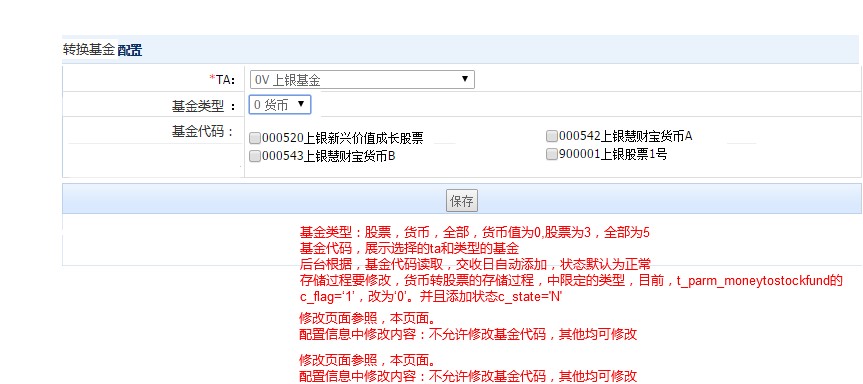 转换基金 配置
*TA: 0V 上银基金
基金类型 : 0 货币
基金代码: 000520上银新兴价值成长股票 000542上银慧财宝货币A
000543上银慧财宝货币B 900001上银股票1号
保存
基金类型：股票，货币，全部，货币值为0,股票为3，全部为5
基金代码，展示选择的ta和类型的基金
后台根据，基金代码读取，交收日自动添加，状态默认为正常
存储过程要修改，货币转股票的存储过程，中限定的类型，目前，t_parm_moneytostockfund的
c_flag='1'，改为'0'。并且添加状态c_state='N'
修改页面参照，本页面。
配置信息中修改内容：不允许修改基金代码，其他均可修改
修改页面参照，本页面。
配置信息中修改内容：不允许修改基金代码，其他均可修改